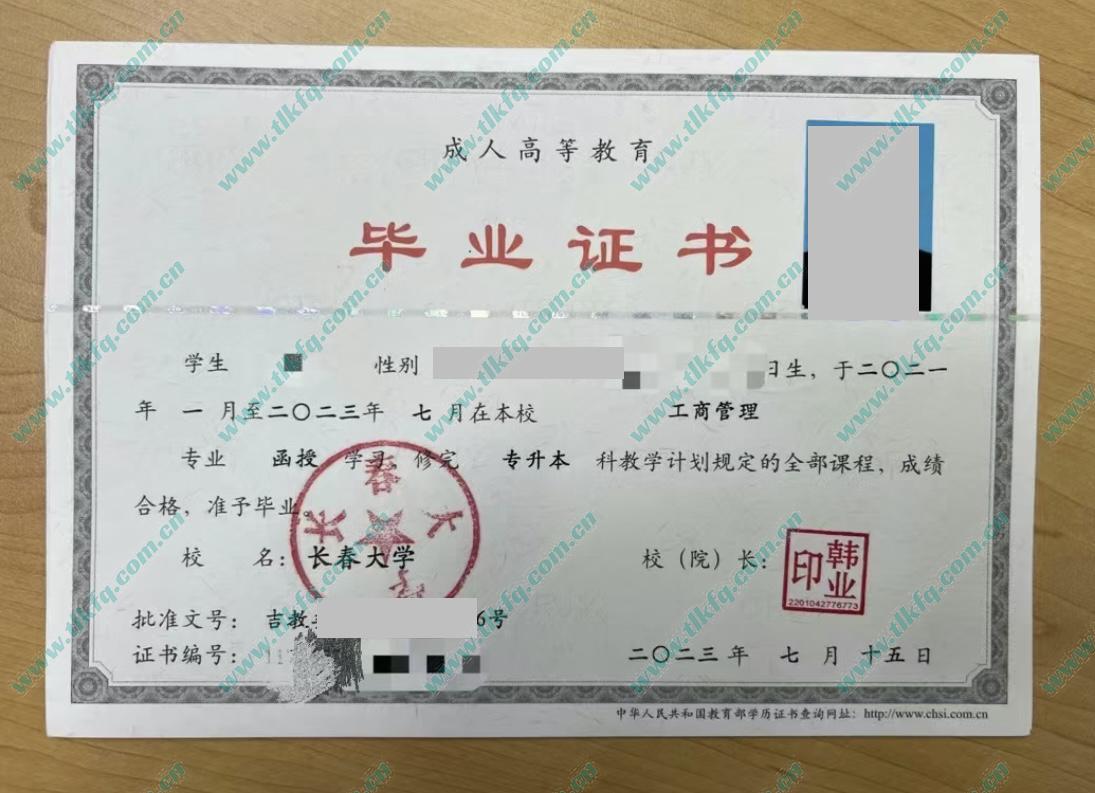 成人高等教育
毕业证书
学生 性别 日生，于二〇二一
年 一 月至二〇二三年 七 月在本校 工商管理
专业 函授 学习，修完 专升本 科教学计划规定的全部课程，成绩
合格，准予毕业。
校 名：长春大学
校（院）长：
韩业印
2201042776773
批准文号：吉教 6号
证书编号：
二〇二三 年 七 月 十五 日
中华人民共和国教育部学历证书查询网址：http://www.chsi.com.cn
www.tlkfq.com.cn